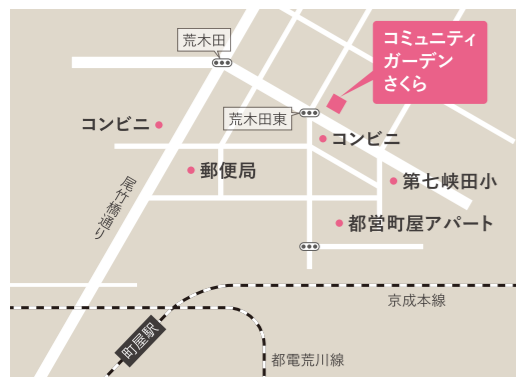 荒木田
コミュニティ
ガーデン
さくら
荒木田東
コンビニ
コンビニ
郵便局
第七峡田小
尾竹橋通り
都営町屋アパート
京成本線
町屋駅
都電荒川線